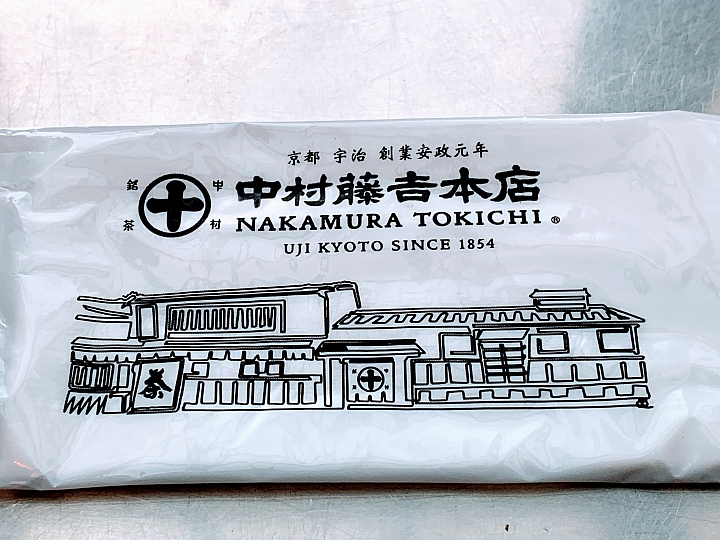 京都 宇治 創業安政元年
銘茶 中村
中村藤吉本店
NAKAMURA TOKICHI ®
UJI KYOTO SINCE 1854
茶